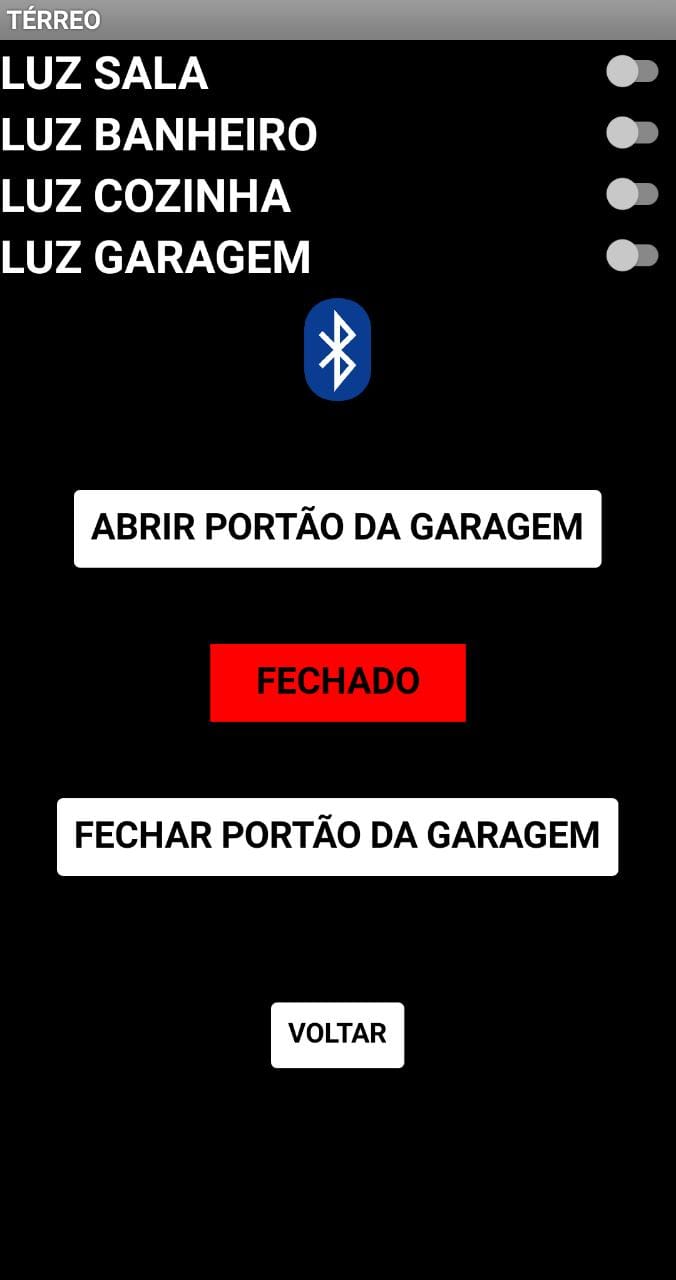 TÉRREO
LUZ SALA
LUZ BANHEIRO
LUZ COZINHA
LUZ GARAGEM
ABRIR PORTÃO DA GARAGEM
FECHADO
FECHAR PORTÃO DA GARAGEM
VOLTAR